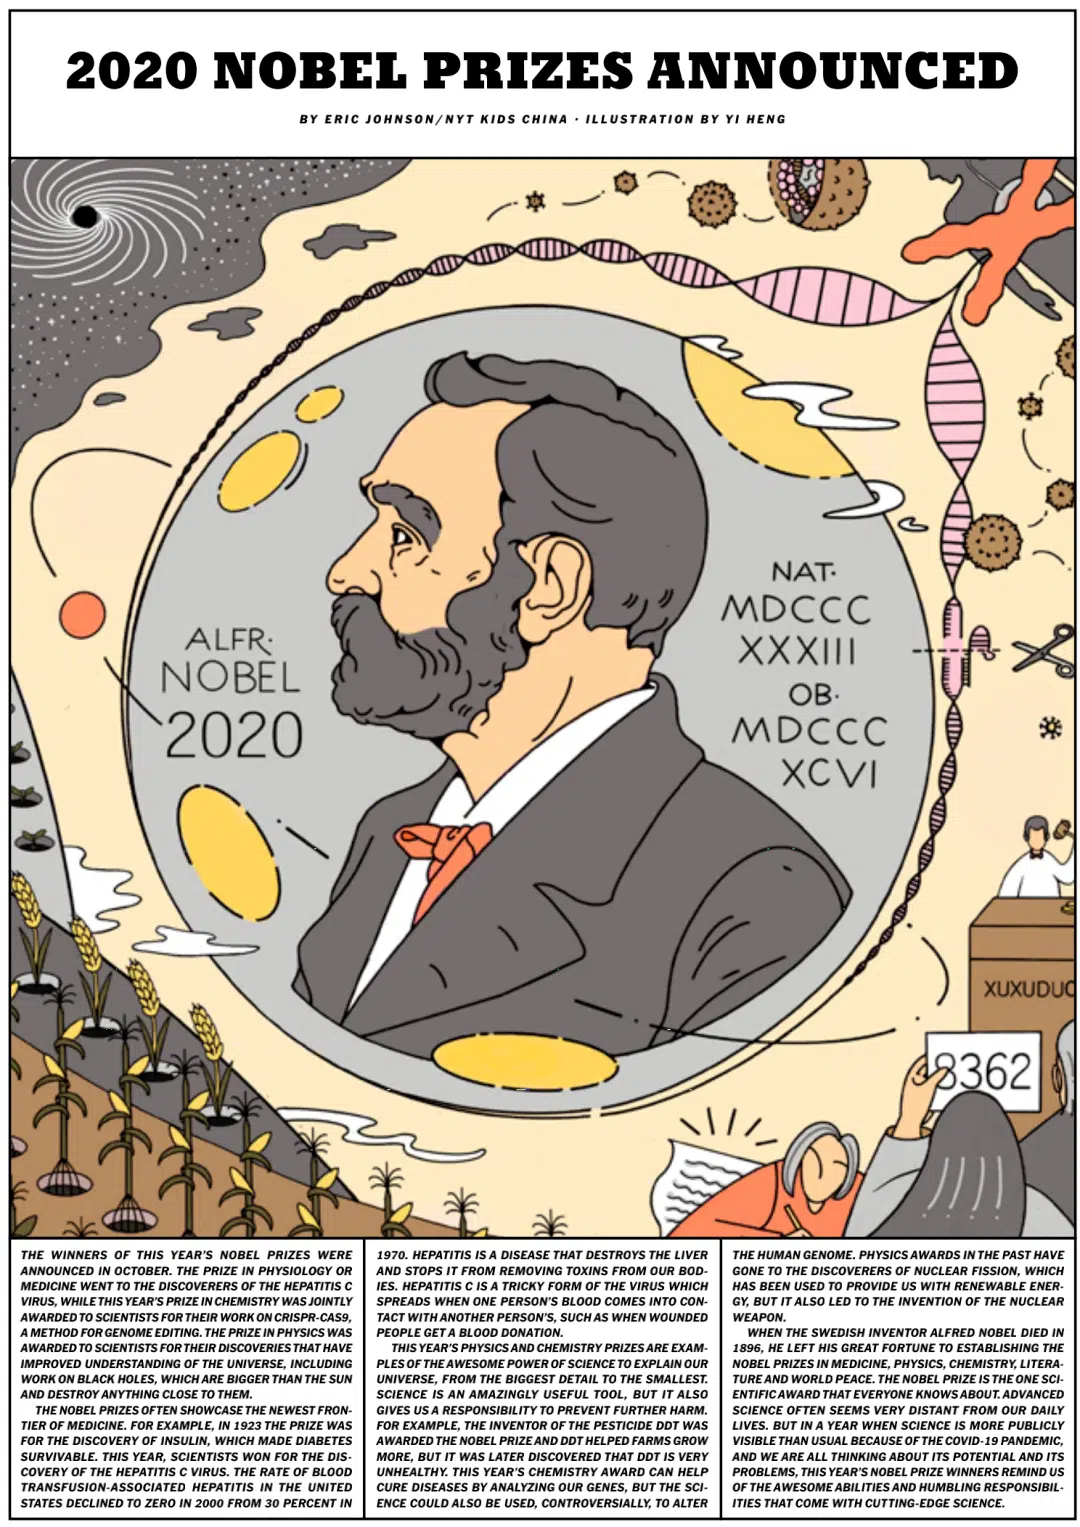 2020 NOBEL PRIZES ANNOUNCED
BY ERIC JOHNSON/NYT KIDS CHINA · ILLUSTRATION BY YI HENG
ALFR·
NOBEL
2020
NAT·
MDCCC
XXXIII
OB·
MDCCC
XCVI
XUXUDUO
8362
THE WINNERS OF THIS YEAR'S NOBEL PRIZES WERE
ANNOUNCED IN OCTOBER. THE PRIZE IN PHYSIOLOGY OR
MEDICINE WENT TO THE DISCOVERERS OF THE HEPATITIS C
VIRUS, WHILE THIS YEAR'S PRIZE IN CHEMISTRY WAS JOINTLY
AWARDED TO SCIENTISTS FOR THEIR WORK ON CRISPR-CAS9,
A METHOD FOR GENOME EDITING. THE PRIZE IN PHYSICS WAS
AWARDED TO SCIENTISTS FOR THEIR DISCOVERIES THAT HAVE
IMPROVED UNDERSTANDING OF THE UNIVERSE, INCLUDING
WORK ON BLACK HOLES, WHICH ARE BIGGER THAN THE SUN
AND DESTROY ANYTHING CLOSE TO THEM.
THE NOBEL PRIZES OFTEN SHOWCASE THE NEWEST FRON-
TIER OF MEDICINE. FOR EXAMPLE, IN 1923 THE PRIZE WAS
FOR THE DISCOVERY OF INSULIN, WHICH MADE DIABETES
SURVIVABLE. THIS YEAR, SCIENTISTS WON FOR THE DIS-
COVERY OF THE HEPATITIS C VIRUS. THE RATE OF BLOOD
TRANSFUSION-ASSOCIATED HEPATITIS IN THE UNITED
STATES DECLINED TO ZERO IN 2000 FROM 30 PERCENT IN
1970. HEPATITIS IS A DISEASE THAT DESTROYS THE LIVER
AND STOPS IT FROM REMOVING TOXINS FROM OUR BOD-
IES. HEPATITIS C IS A TRICKY FORM OF THE VIRUS WHICH
SPREADS WHEN ONE PERSON'S BLOOD COMES INTO CON-
TACT WITH ANOTHER PERSON'S, SUCH AS WHEN WOUNDED
PEOPLE GET A BLOOD DONATION.
THIS YEAR'S PHYSICS AND CHEMISTRY PRIZES ARE EXAM-
PLES OF THE AWESOME POWER OF SCIENCE TO EXPLAIN OUR
UNIVERSE, FROM THE BIGGEST DETAIL TO THE SMALLEST.
SCIENCE IS AN AMAZINGLY USEFUL TOOL, BUT IT ALSO
GIVES US A RESPONSIBILITY TO PREVENT FURTHER HARM.
FOR EXAMPLE, THE INVENTOR OF THE PESTICIDE DDT WAS
AWARDED THE NOBEL PRIZE AND DDT HELPED FARMS GROW
MORE, BUT IT WAS LATER DISCOVERED THAT DDT IS VERY
UNHEALTHY. THIS YEAR'S CHEMISTRY AWARD CAN HELP
CURE DISEASES BY ANALYZING OUR GENES, BUT THE SCI-
ENCE COULD ALSO BE USED, CONTROVERSIALLY, TO ALTER
THE HUMAN GENOME. PHYSICS AWARDS IN THE PAST HAVE
GONE TO THE DISCOVERERS OF NUCLEAR FISSION, WHICH
HAS BEEN USED TO PROVIDE US WITH RENEWABLE ENER-
GY, BUT IT ALSO LED TO THE INVENTION OF THE NUCLEAR
WEAPON.
WHEN THE SWEDISH INVENTOR ALFRED NOBEL DIED IN
1896, HE LEFT HIS GREAT FORTUNE TO ESTABLISHING THE
NOBEL PRIZES IN MEDICINE, PHYSICS, CHEMISTRY, LITERA-
TURE AND WORLD PEACE. THE NOBEL PRIZE IS THE ONE SCI-
ENTIFIC AWARD THAT EVERYONE KNOWS ABOUT. ADVANCED
SCIENCE OFTEN SEEMS VERY DISTANT FROM OUR DAILY
LIVES. BUT IN A YEAR WHEN SCIENCE IS MORE PUBLICLY
VISIBLE THAN USUAL BECAUSE OF THE COVID-19 PANDEMIC,
AND WE ARE ALL THINKING ABOUT ITS POTENTIAL AND ITS
PROBLEMS, THIS YEAR'S NOBEL PRIZE WINNERS REMIND US
OF THE AWESOME ABILITIES AND HUMBLING RESPONSIBIL-
ITIES THAT COME WITH CUTTING-EDGE SCIENCE.